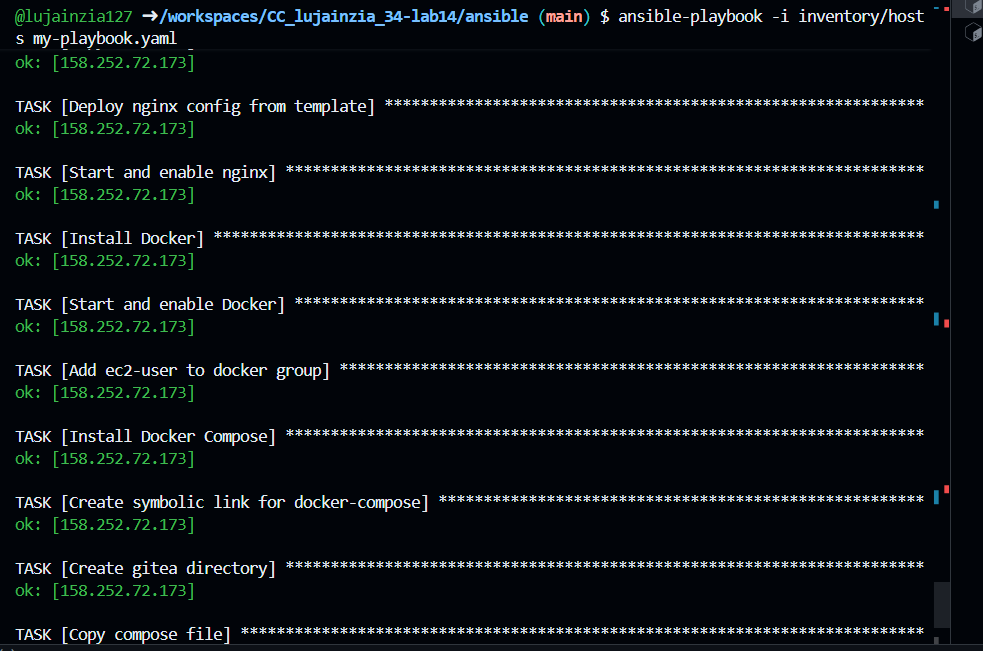 @lujainzia127 ➜/workspaces/CC_lujainzia_34-lab14/ansible (main) $ ansible-playbook -i inventory/host
s my-playbook.yaml
ok: [158.252.72.173]
TASK [Deploy nginx config from template] ************************************************************
ok: [158.252.72.173]
TASK [Start and enable nginx] ***********************************************************************
ok: [158.252.72.173]
TASK [Install Docker] *******************************************************************************
ok: [158.252.72.173]
TASK [Start and enable Docker] **********************************************************************
ok: [158.252.72.173]
TASK [Add ec2-user to docker group] *****************************************************************
ok: [158.252.72.173]
TASK [Install Docker Compose] ***********************************************************************
ok: [158.252.72.173]
TASK [Create symbolic link for docker-compose] ******************************************************
ok: [158.252.72.173]
TASK [Create gitea directory] ***********************************************************************
ok: [158.252.72.173]
TASK [Copy compose file] ****************************************************************************